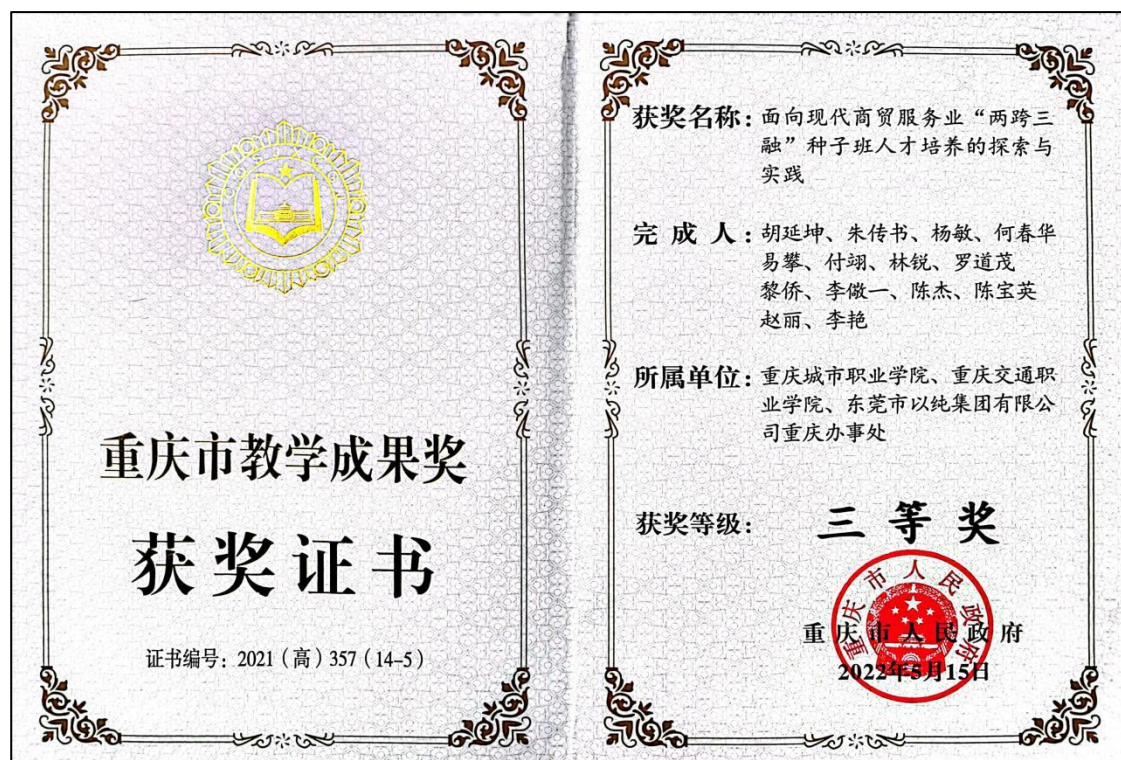 重庆市教学成果奖
获奖证书
证书编号：2021（高）357（14-5）
获奖名称：面向现代商贸服务业“两跨三
融”种子班人才培养的探索与
实践
完成人：胡延坤、朱传书、杨敏、何春华
易攀、付翊、林锐、罗道茂
黎侨、李儆一、陈杰、陈宝英
赵丽、李艳
所属单位：重庆城市职业学院、重庆交通职
业学院、东莞市以纯集团有限公
司重庆办事处
获奖等级：三等奖
重庆市人民政府
重庆市人民政府
2022年5月15日